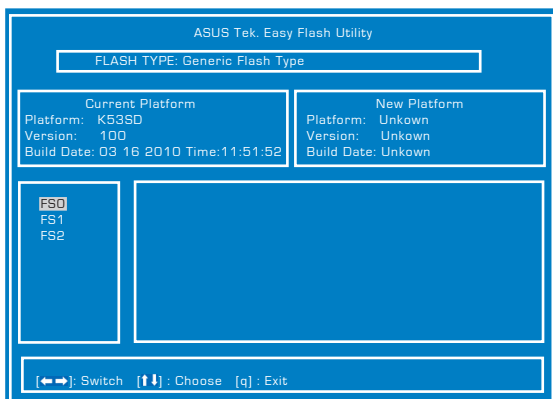 ASUS Tek. Easy Flash Utility
FLASH TYPE: Generic Flash Type
Current Platform
Platform: K53SD
Version: 100
Build Date: 03 16 2010 Time:11:51:52
New Platform
Platform: Unkown
Version: Unkown
Build Date: Unkown
FS0
FS1
FS2
[←→]: Switch [↑↓] : Choose [q] : Exit